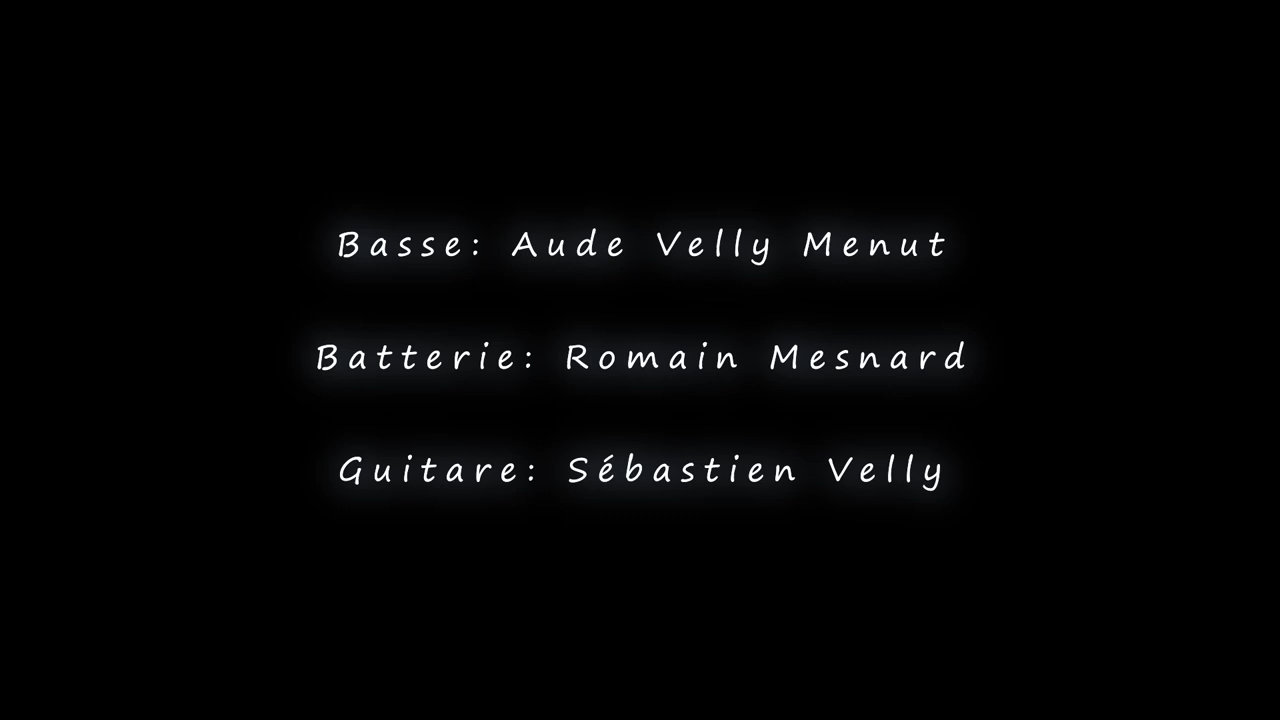 Basse: Aude Velly Menut
Batterie: Romain Mesnard
Guitare: Sébastien Velly